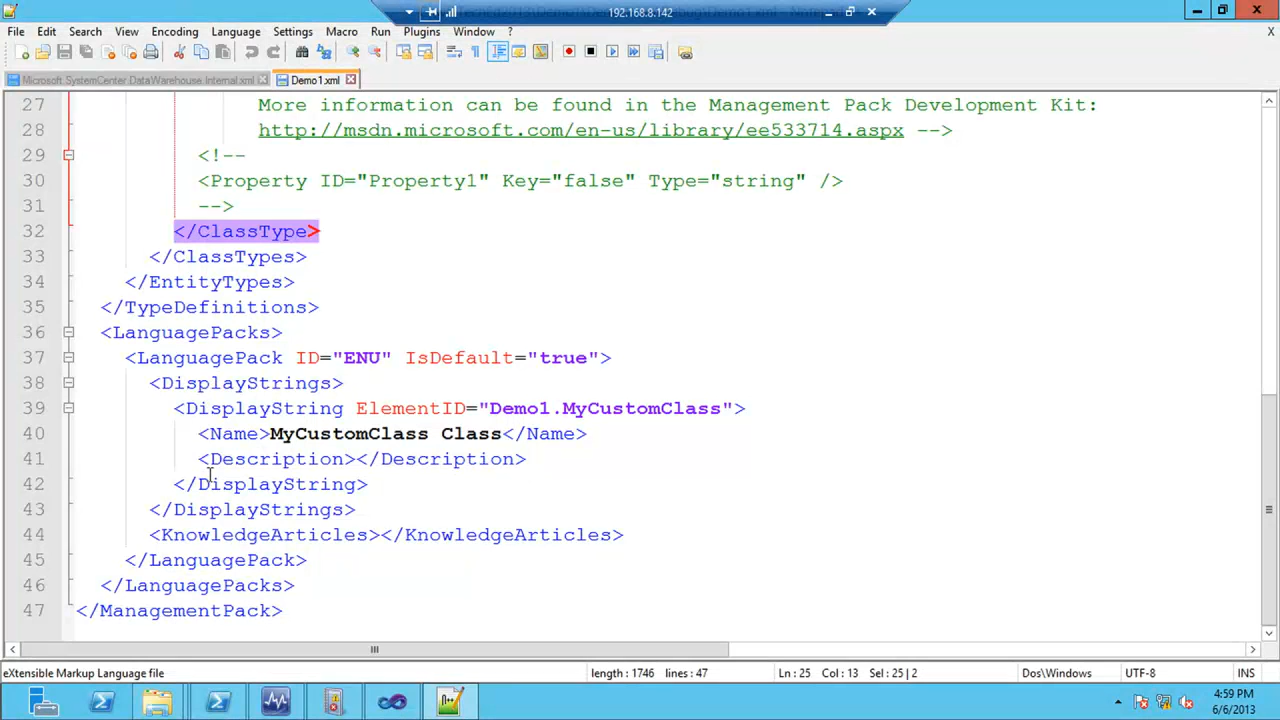 192.168.8.142
File Edit Search View Encoding Language Settings Macro Run Plugins Window ? X
Microsoft.SystemCenter.DataWarehouse.Internal.xml Demo1.xml
27 More information can be found in the Management Pack Development Kit:
28 http://msdn.microsoft.com/en-us/library/ee533714.aspx -->
29 <!--
30 <Property ID="Property1" Key="false" Type="string" />
31 -->
32 </ClassType>
33 </ClassTypes>
34 </EntityTypes>
35 </TypeDefinitions>
36 <LanguagePacks>
37 <LanguagePack ID="ENU" IsDefault="true">
38 <DisplayStrings>
39 <DisplayString ElementID="Demo1.MyCustomClass">
40 <Name>MyCustomClass Class</Name>
41 <Description></Description>
42 </DisplayString>
43 </DisplayStrings>
44 <KnowledgeArticles></KnowledgeArticles>
45 </LanguagePack>
46 </LanguagePacks>
47 </ManagementPack>
eXtensible Markup Language file length : 1746 lines : 47 Ln : 25 Col : 13 Sel : 25 | 2 Dos\Windows UTF-8 INS
4:59 PM
6/6/2013